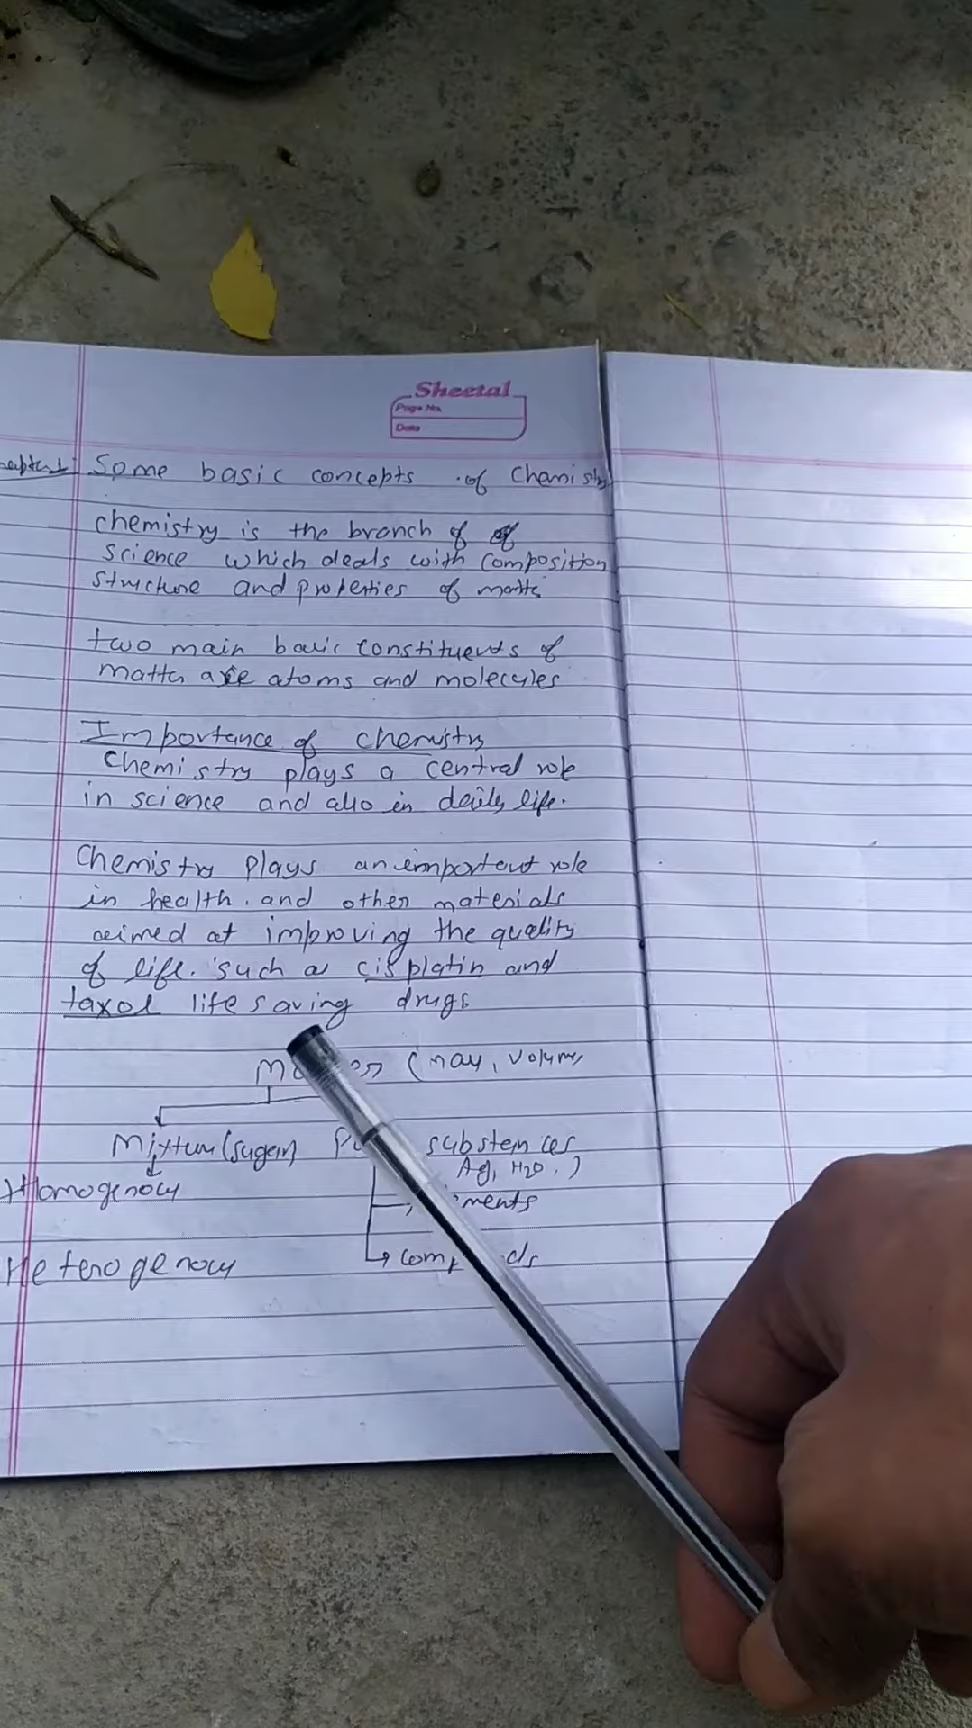 Sheetal
Page No.
Date
Some basic concepts of Chemistry
chemistry is the branch of of
science which deals with composition
structure and properties of matter
two main basic constituents of
matter are atoms and molecules
Importance of chemistry
Chemistry plays a central role
in science and also in daily life.
Chemistry plays an important role
in health. and other materials
aimed at improving the quality
of life. such as cisplatin and
taxol life saving drugs
(mass, volume)
Mixture (sugar) substances
Ag, H2O, )
Homogenous
Heterogenous